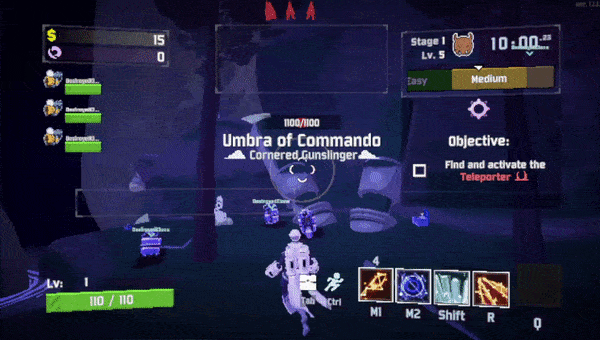 $ 15
0
Stage 1
Lv. 5
10:00.25
Easy
Medium
1100/1100
Umbra of Commando
Cornered Gunslinger
Objective:
Find and activate the
Teleporter
Lv: 1
110 / 110
Tab
Ctrl
4
M1
M2
Shift
R
Q